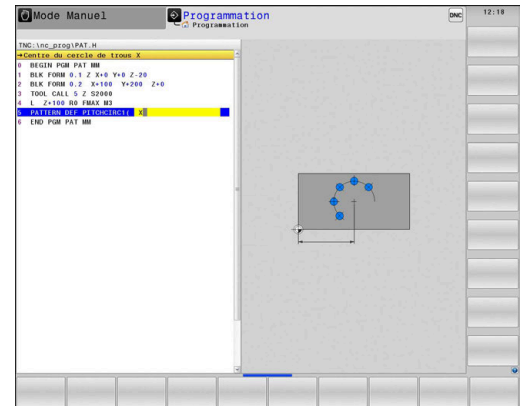 Mode Manuel
Programmation
Programmation
DNC
12:18
TNC:\nc_prog\PAT.H
→Centre du cercle de trous X
0 BEGIN PGM PAT MM
1 BLK FORM 0.1 Z X+0 Y+0 Z-20
2 BLK FORM 0.2 X+100 Y+200 Z+0
3 TOOL CALL 5 Z S2000
4 L Z+100 R0 FMAX M3
5 PATTERN DEF PITCHCIRC1( X
6 END PGM PAT MM